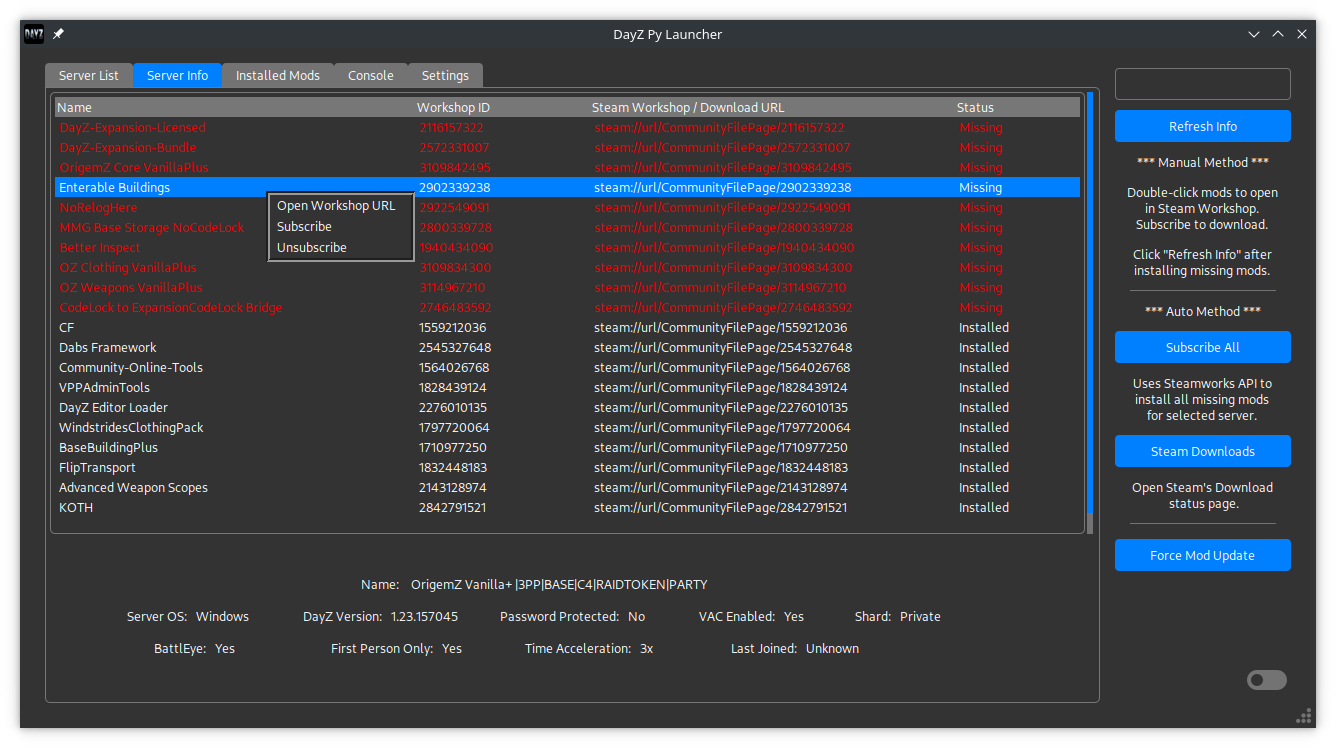 DAYZ
DayZ Py Launcher
Server List Server Info Installed Mods Console Settings
Name Workshop ID Steam Workshop / Download URL Status
DayZ-Expansion-Licensed 2116157322 steam://url/CommunityFilePage/2116157322 Missing
DayZ-Expansion-Bundle 2572331007 steam://url/CommunityFilePage/2572331007 Missing
OrigemZ Core VanillaPlus 3109842495 steam://url/CommunityFilePage/3109842495 Missing
Enterable Buildings 2902339238 steam://url/CommunityFilePage/2902339238 Missing
NoRelogHere 2922549091 steam://url/CommunityFilePage/2922549091 Missing
MMG Base Storage NoCodeLock 2800339728 steam://url/CommunityFilePage/2800339728 Missing
Better Inspect 1940434090 steam://url/CommunityFilePage/1940434090 Missing
OZ Clothing VanillaPlus 3109834300 steam://url/CommunityFilePage/3109834300 Missing
OZ Weapons VanillaPlus 3114967210 steam://url/CommunityFilePage/3114967210 Missing
CodeLock to ExpansionCodeLock Bridge 2746483592 steam://url/CommunityFilePage/2746483592 Missing
CF 1559212036 steam://url/CommunityFilePage/1559212036 Installed
Dabs Framework 2545327648 steam://url/CommunityFilePage/2545327648 Installed
Community-Online-Tools 1564026768 steam://url/CommunityFilePage/1564026768 Installed
VPPAdminTools 1828439124 steam://url/CommunityFilePage/1828439124 Installed
DayZ Editor Loader 2276010135 steam://url/CommunityFilePage/2276010135 Installed
WindstridesClothingPack 1797720064 steam://url/CommunityFilePage/1797720064 Installed
BaseBuildingPlus 1710977250 steam://url/CommunityFilePage/1710977250 Installed
FlipTransport 1832448183 steam://url/CommunityFilePage/1832448183 Installed
Advanced Weapon Scopes 2143128974 steam://url/CommunityFilePage/2143128974 Installed
KOTH 2842791521 steam://url/CommunityFilePage/2842791521 Installed
Open Workshop URL
Subscribe
Unsubscribe
Name: OrigemZ Vanilla+ |3PP|BASE|C4|RAIDTOKEN|PARTY
Server OS: Windows DayZ Version: 1.23.157045 Password Protected: No VAC Enabled: Yes Shard: Private
BattlEye: Yes First Person Only: Yes Time Acceleration: 3x Last Joined: Unknown
Refresh Info
*** Manual Method ***
Double-click mods to open
in Steam Workshop.
Subscribe to download.
Click "Refresh Info" after
installing missing mods.
*** Auto Method ***
Subscribe All
Uses Steamworks API to
install all missing mods
for selected server.
Steam Downloads
Open Steam's Download
status page.
Force Mod Update